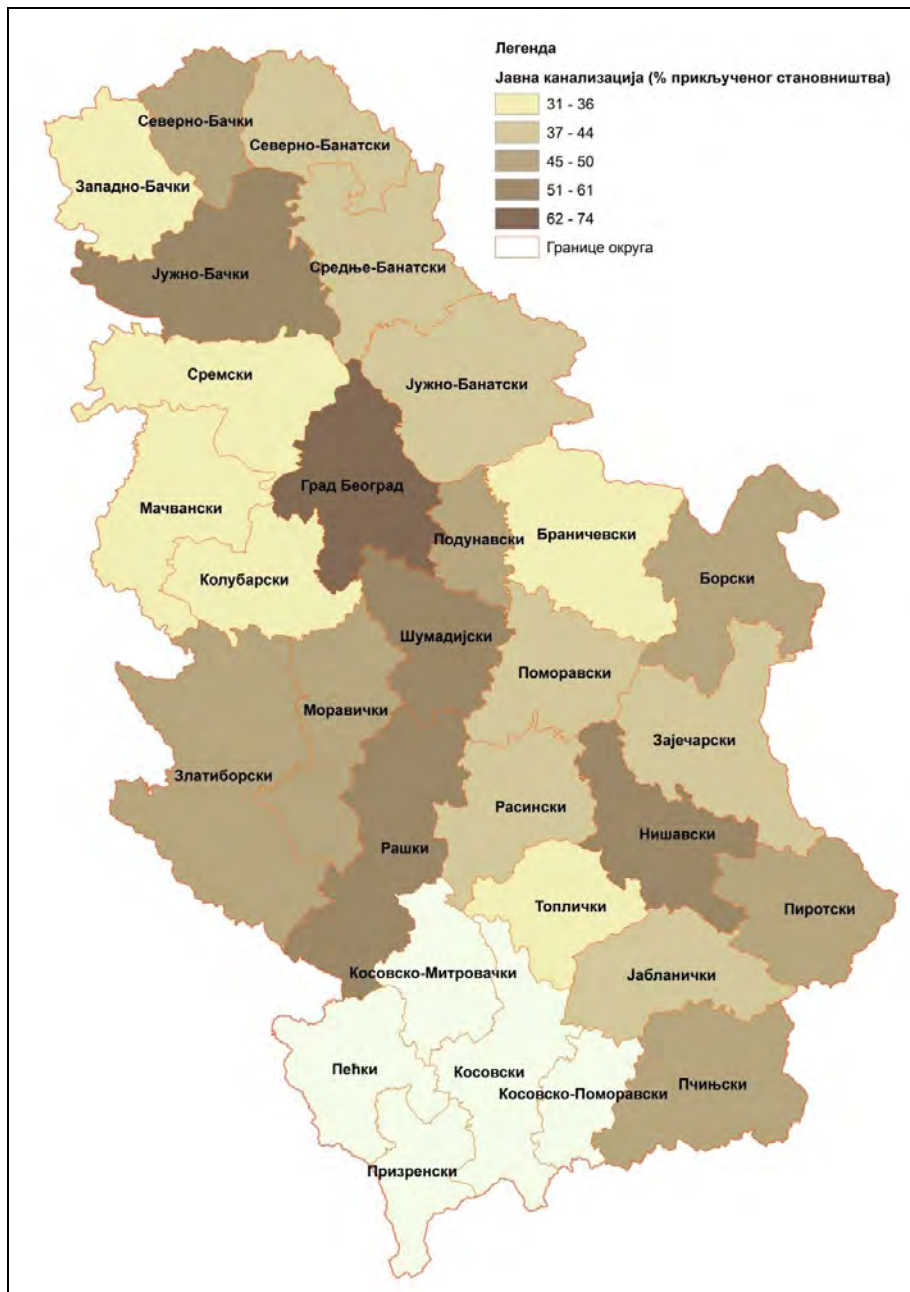 Легенда
Јавна канализација (% прикљученог становништва)
31 - 36
37 - 44
45 - 50
51 - 61
62 - 74
Границе округа
Северно-Бачки
Северно-Банатски
Западно-Бачки
Јужно-Бачки
Средње-Банатски
Сремски
Јужно-Банатски
Град Београд
Мачвански
Подунавски
Браничевски
Колубарски
Борски
Шумадијски
Поморавски
Моравички
Зајечарски
Златиборски
Расински
Нишавски
Рашки
Топлички
Пиротски
Косовско-Митровачки
Јабланички
Пећки
Косовски
Косовско-Поморавски
Пчињски
Призренски